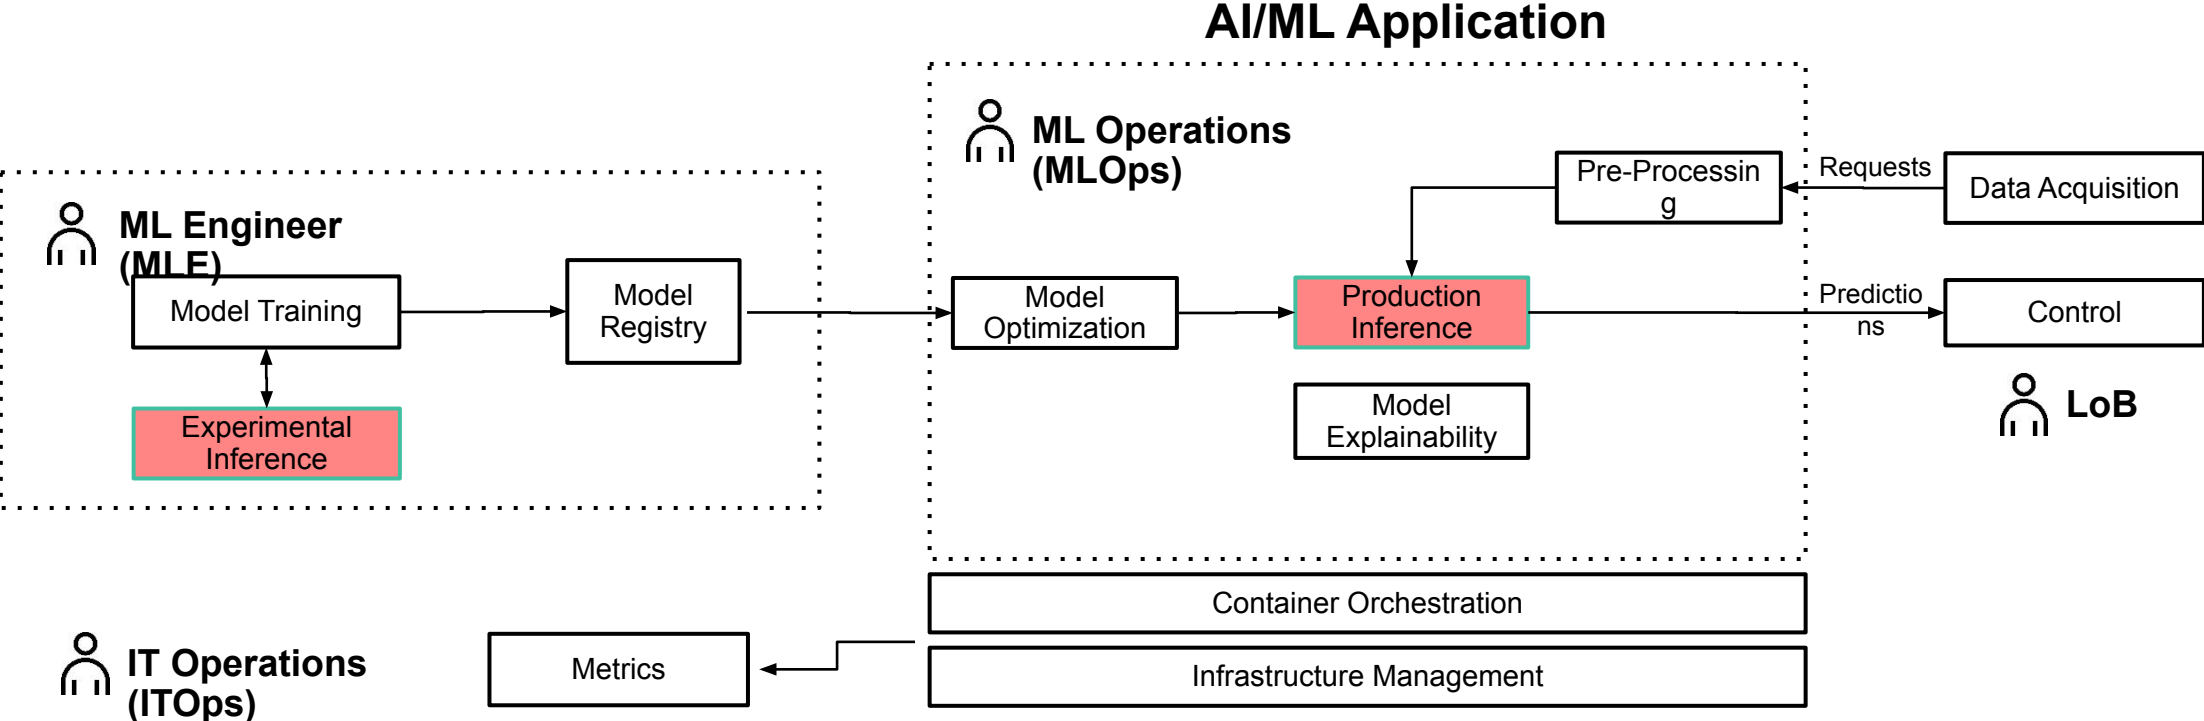 AI/ML Application
ML Operations
(MLOps)
Pre-Processin
g
Requests
Data Acquisition
ML Engineer
(MLE)
Model Training
Model
Registry
Model
Optimization
Production
Inference
Predictio
ns
Control
Experimental
Inference
Model
Explainability
LoB
Container Orchestration
IT Operations
(ITOps)
Metrics
Infrastructure Management